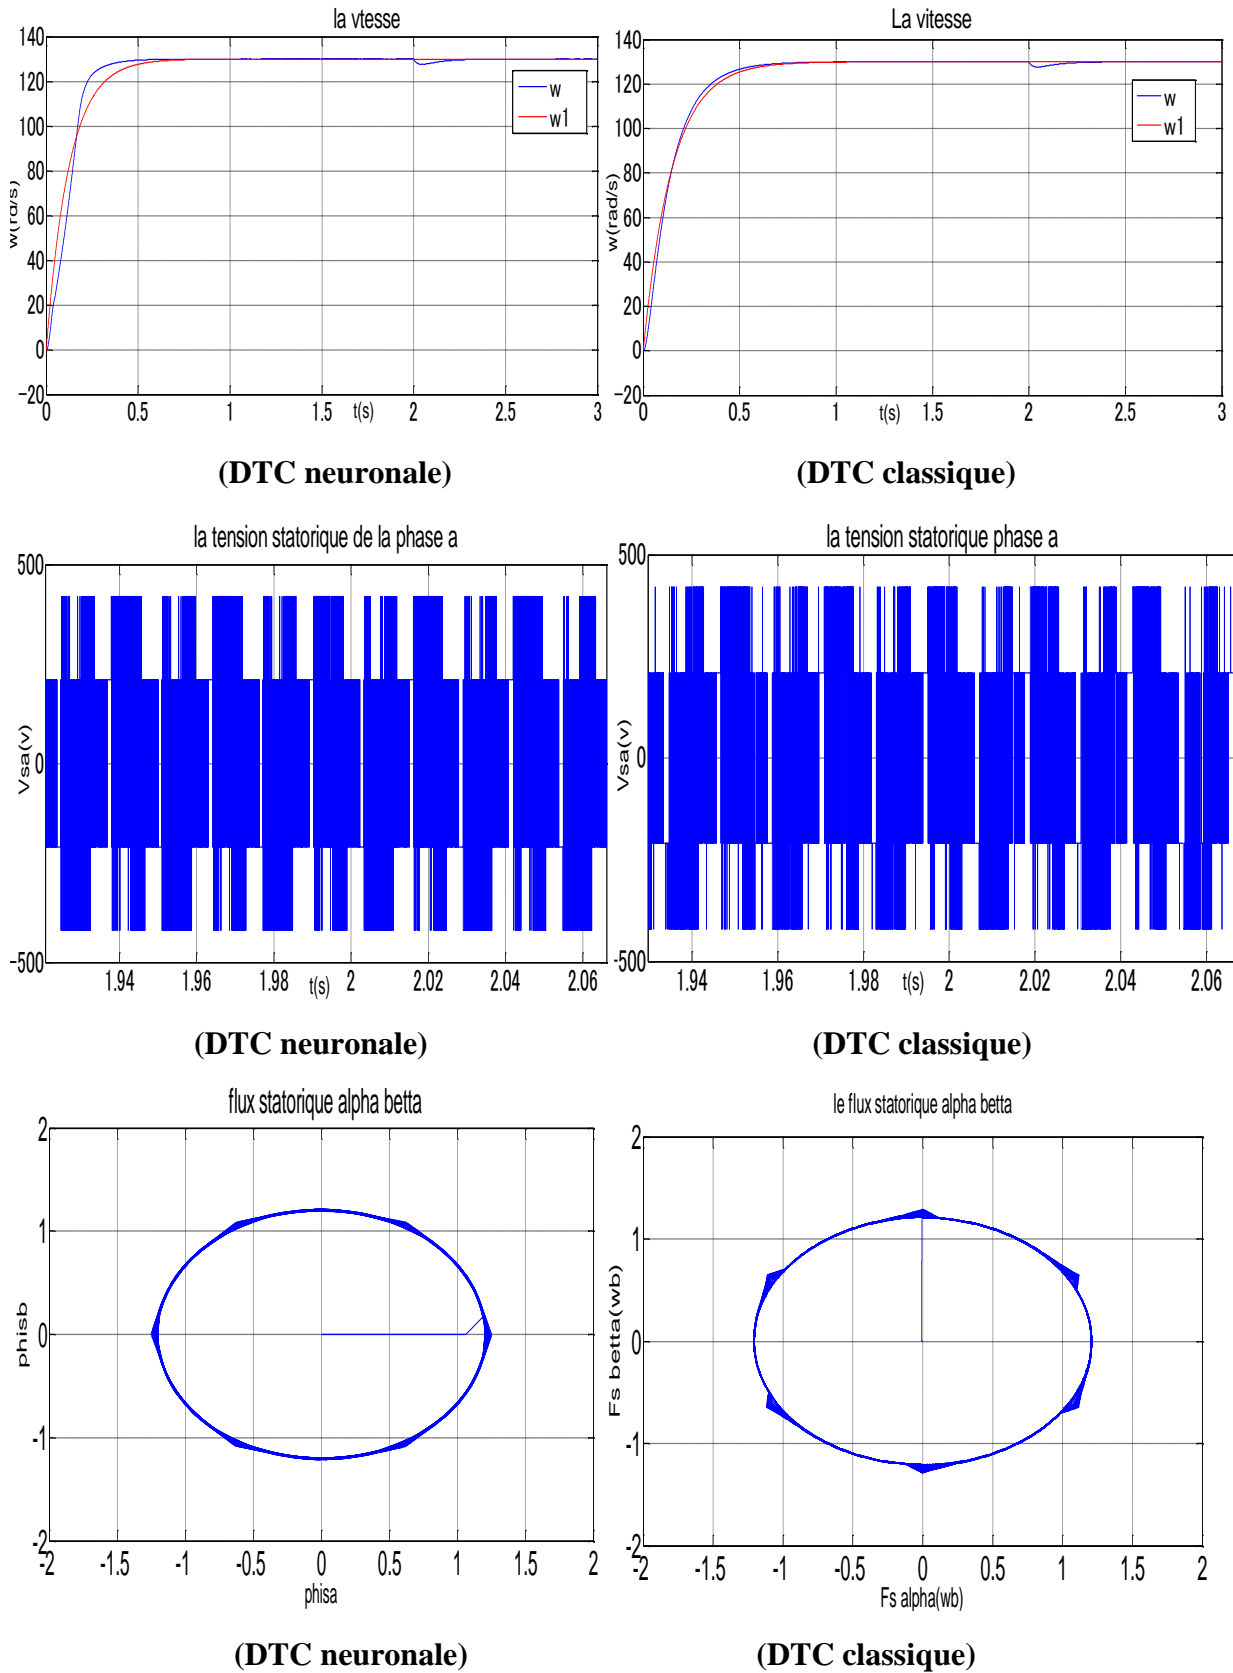 la vtesse
140
120
100
80
60
40
20
0
-20
w(rd/s)
w
w1
0 0.5 1 1.5 t(s) 2 2.5 3
(DTC neuronale)
La vitesse
140
120
100
80
60
40
20
0
-20
w(rad/s)
w
w1
0 0.5 1 1.5 t(s) 2 2.5 3
(DTC classique)
la tension statorique de la phase a
500
0
-500
Vsa(v)
1.94 1.96 1.98 t(s) 2 2.02 2.04 2.06
(DTC neuronale)
la tension statorique phase a
500
0
-500
Vsa(v)
1.94 1.96 1.98 t(s) 2 2.02 2.04 2.06
(DTC classique)
flux statorique alpha betta
2
1
0
-1
-2
phisb
-2 -1.5 -1 -0.5 0 0.5 1 1.5 2
phisa
(DTC neuronale)
le flux statorique alpha betta
2
1
0
-1
-2
Fs betta(wb)
-2 -1.5 -1 -0.5 0 0.5 1 1.5 2
Fs alpha(wb)
(DTC classique)